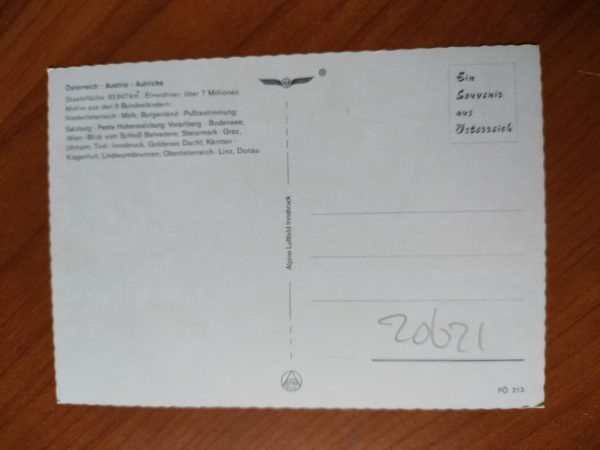 Österreich - Austria - Autriche
Staatsfläche: 83.847 km², Einwohner: über 7 Millionen
Motive aus den 9 Bundesländern:
Niederösterreich - Melk; Burgenland - Pußtastimmung;
Salzburg - Feste Hohensalzburg; Vorarlberg - Bodensee;
Wien - Blick vom Schloß Belvedere; Steiermark - Graz,
Uhrturm; Tirol - Innsbruck, Goldenes Dachl; Kärnten -
Klagenfurt, Lindwurmbrunnen; Oberösterreich - Linz, Donau
®
Alpine Luftbild Innsbruck
Ein
Souvenir
aus
Österreich
20621
FÖ 213